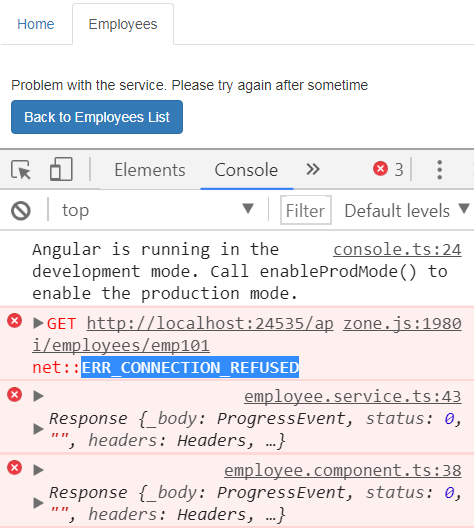 Home Employees
Problem with the service. Please try again after sometime
Back to Employees List
Elements Console » 3
top Filter Default levels
Angular is running in the console.ts:24
development mode. Call enableProdMode() to
enable the production mode.
GET http://localhost:24535/ap zone.js:1980
i/employees/emp101
net::ERR_CONNECTION_REFUSED
employee.service.ts:43
Response {_body: ProgressEvent, status: 0,
"", headers: Headers, …}
employee.component.ts:38
Response {_body: ProgressEvent, status: 0,
"", headers: Headers, …}